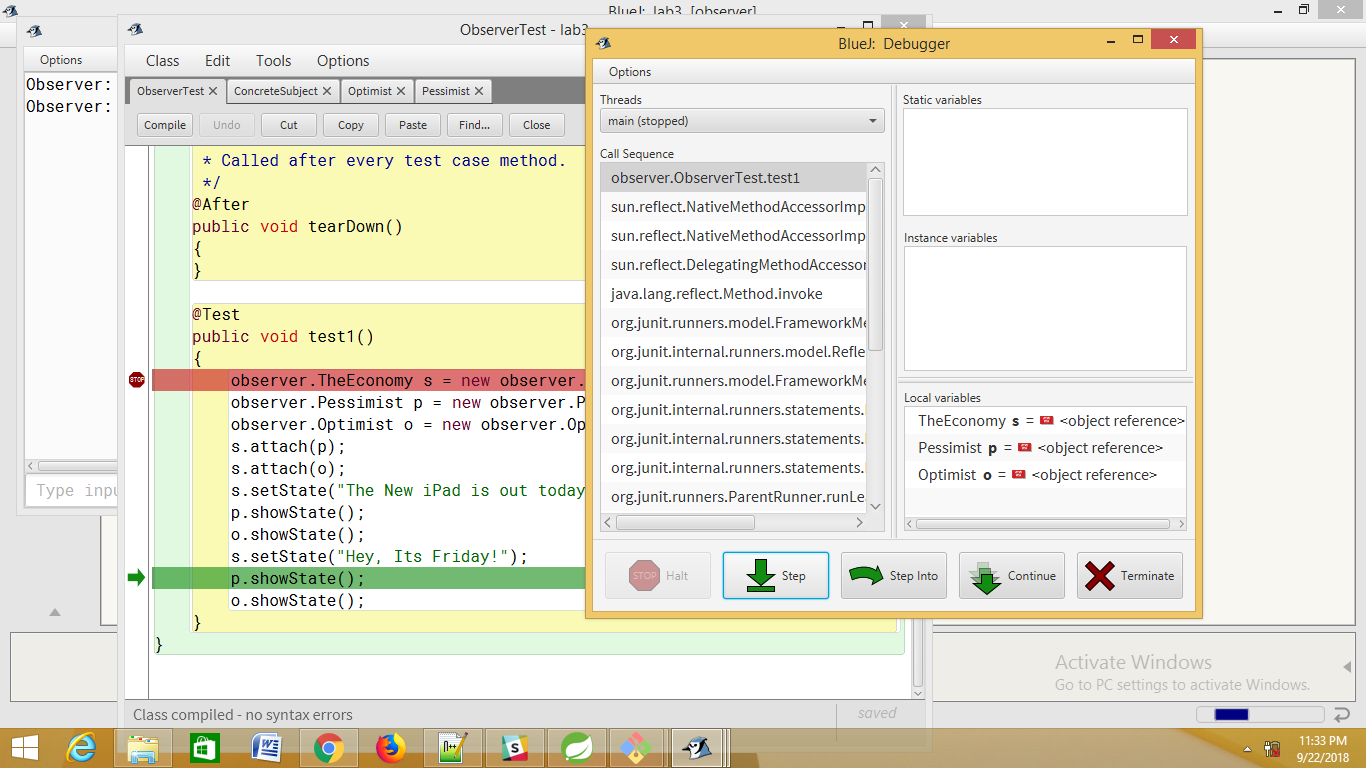 BlueJ: lab3 [observer]
Options
Observer:
Observer:
Type inpu
ObserverTest - lab3
Class Edit Tools Options
ObserverTest ConcreteSubject Optimist Pessimist
Compile Undo Cut Copy Paste Find... Close
* Called after every test case method.
*/
@After
public void tearDown()
{
}
@Test
public void test1()
{
STOP observer.TheEconomy s = new observer.
observer.Pessimist p = new observer.P
observer.Optimist o = new observer.Op
s.attach(p);
s.attach(o);
s.setState("The New iPad is out today
p.showState();
o.showState();
s.setState("Hey, Its Friday!");
p.showState();
o.showState();
}
}
Class compiled - no syntax errors
saved
BlueJ: Debugger
Options
Threads
main (stopped)
Call Sequence
observer.ObserverTest.test1
sun.reflect.NativeMethodAccessorImp
sun.reflect.NativeMethodAccessorImp
sun.reflect.DelegatingMethodAccessor
java.lang.reflect.Method.invoke
org.junit.runners.model.FrameworkMe
org.junit.internal.runners.model.Refle
org.junit.runners.model.FrameworkMe
org.junit.internal.runners.statements.
org.junit.internal.runners.statements.
org.junit.internal.runners.statements.
org.junit.runners.ParentRunner.runLea
Static variables
Instance variables
Local variables
TheEconomy s = <object reference>
Pessimist p = <object reference>
Optimist o = <object reference>
STOP Halt Step Step Into Continue Terminate
Activate Windows
Go to PC settings to activate Windows.
11:33 PM
9/22/2018